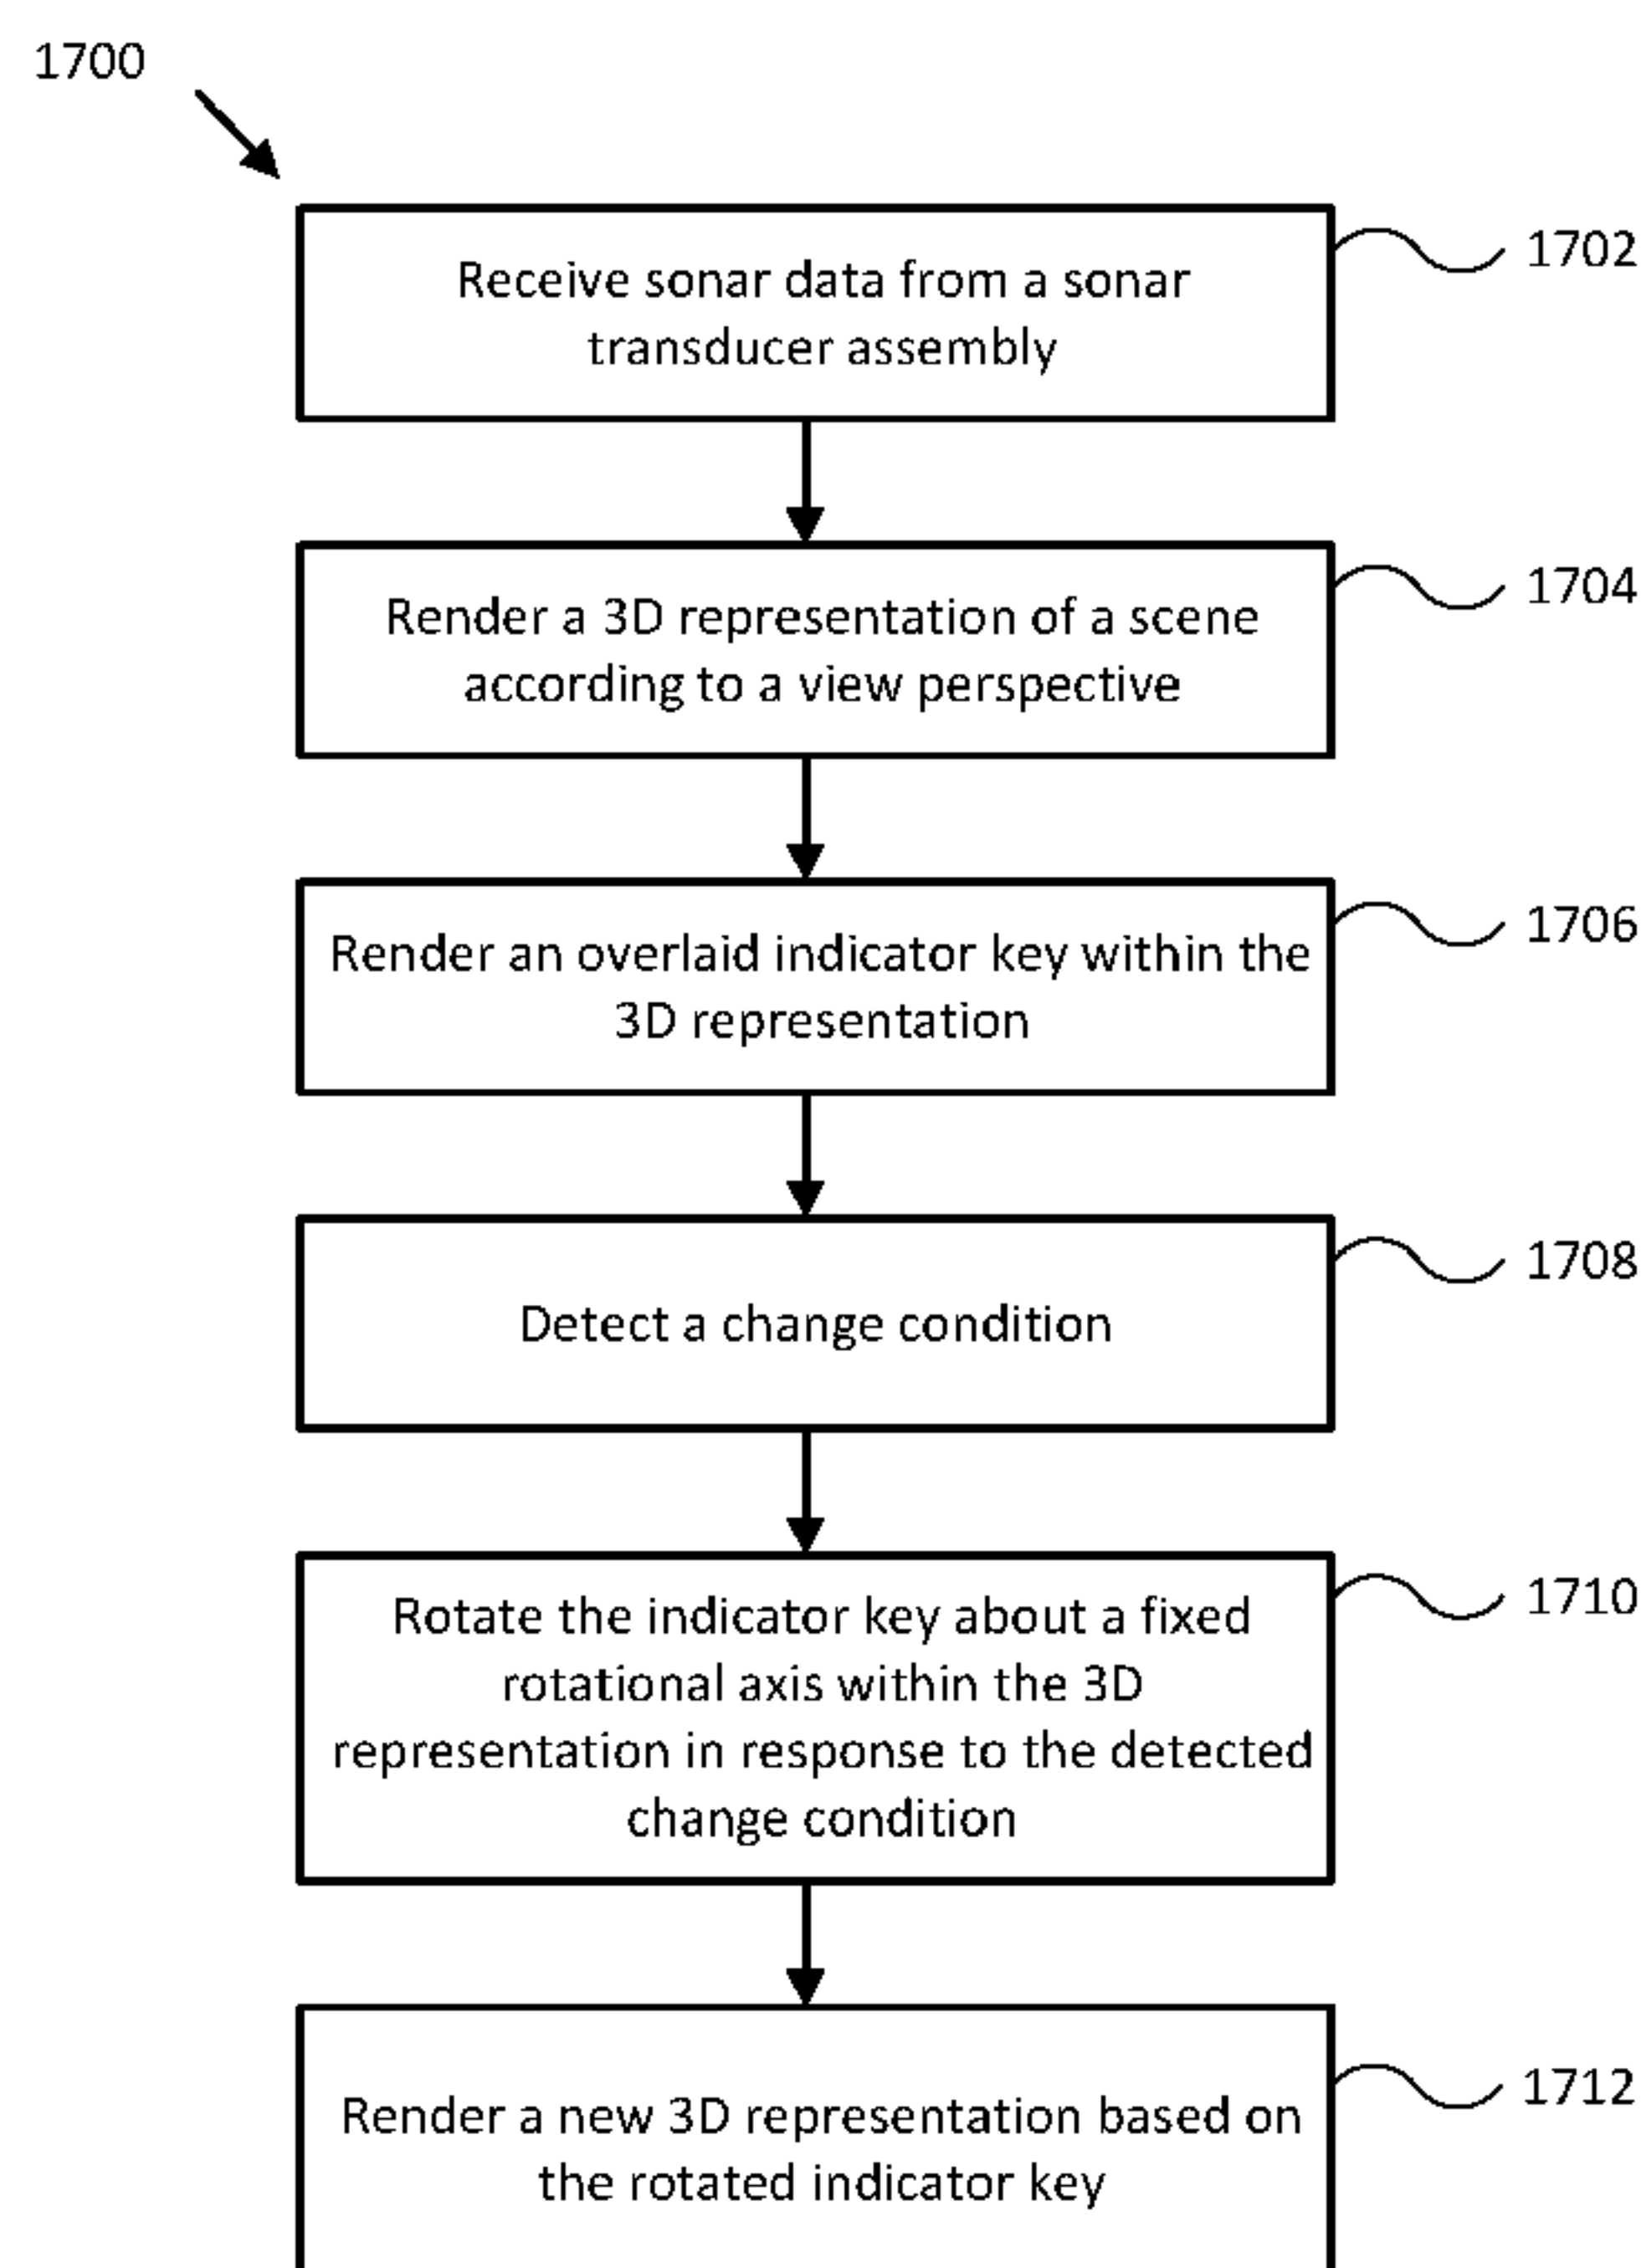 1700
Receive sonar data from a sonar
transducer assembly
1702
Render a 3D representation of a scene
according to a view perspective
1704
Render an overlaid indicator key within the
3D representation
1706
Detect a change condition
1708
Rotate the indicator key about a fixed
rotational axis within the 3D
representation in response to the detected
change condition
1710
Render a new 3D representation based on
the rotated indicator key
1712